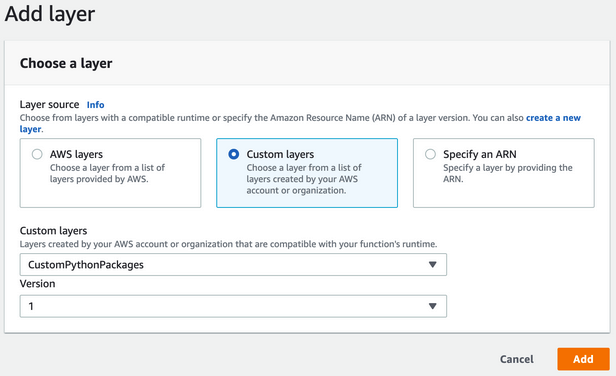 Add layer
Choose a layer
Layer source Info
Choose from layers with a compatible runtime or specify the Amazon Resource Name (ARN) of a layer version. You can also create a new
layer.
AWS layers
Choose a layer from a list of
layers provided by AWS.
Custom layers
Choose a layer from a list of
layers created by your AWS
account or organization.
Specify an ARN
Specify a layer by providing the
ARN.
Custom layers
Layers created by your AWS account or organization that are compatible with your function's runtime.
CustomPythonPackages
Version
1
Cancel Add